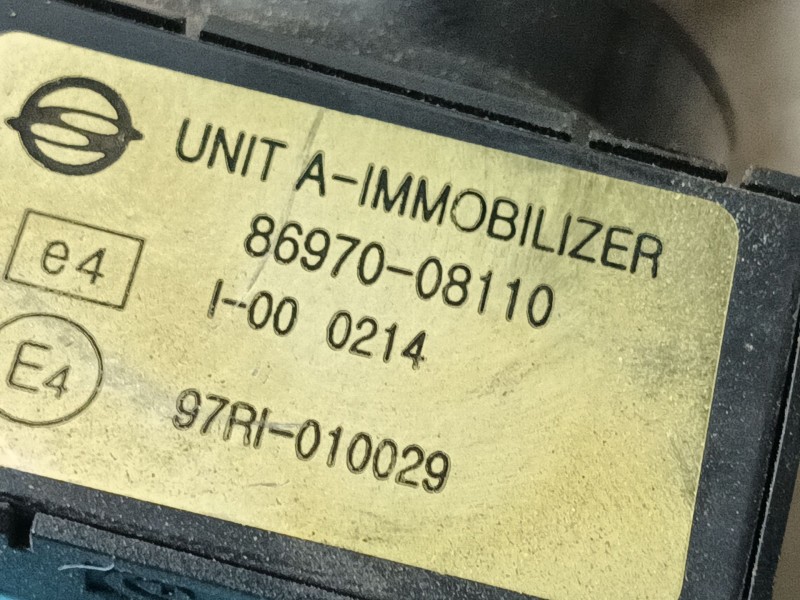 UNIT A-IMMOBILIZER
86970-08110
e4
I-00 0214
E4
97RI-010029